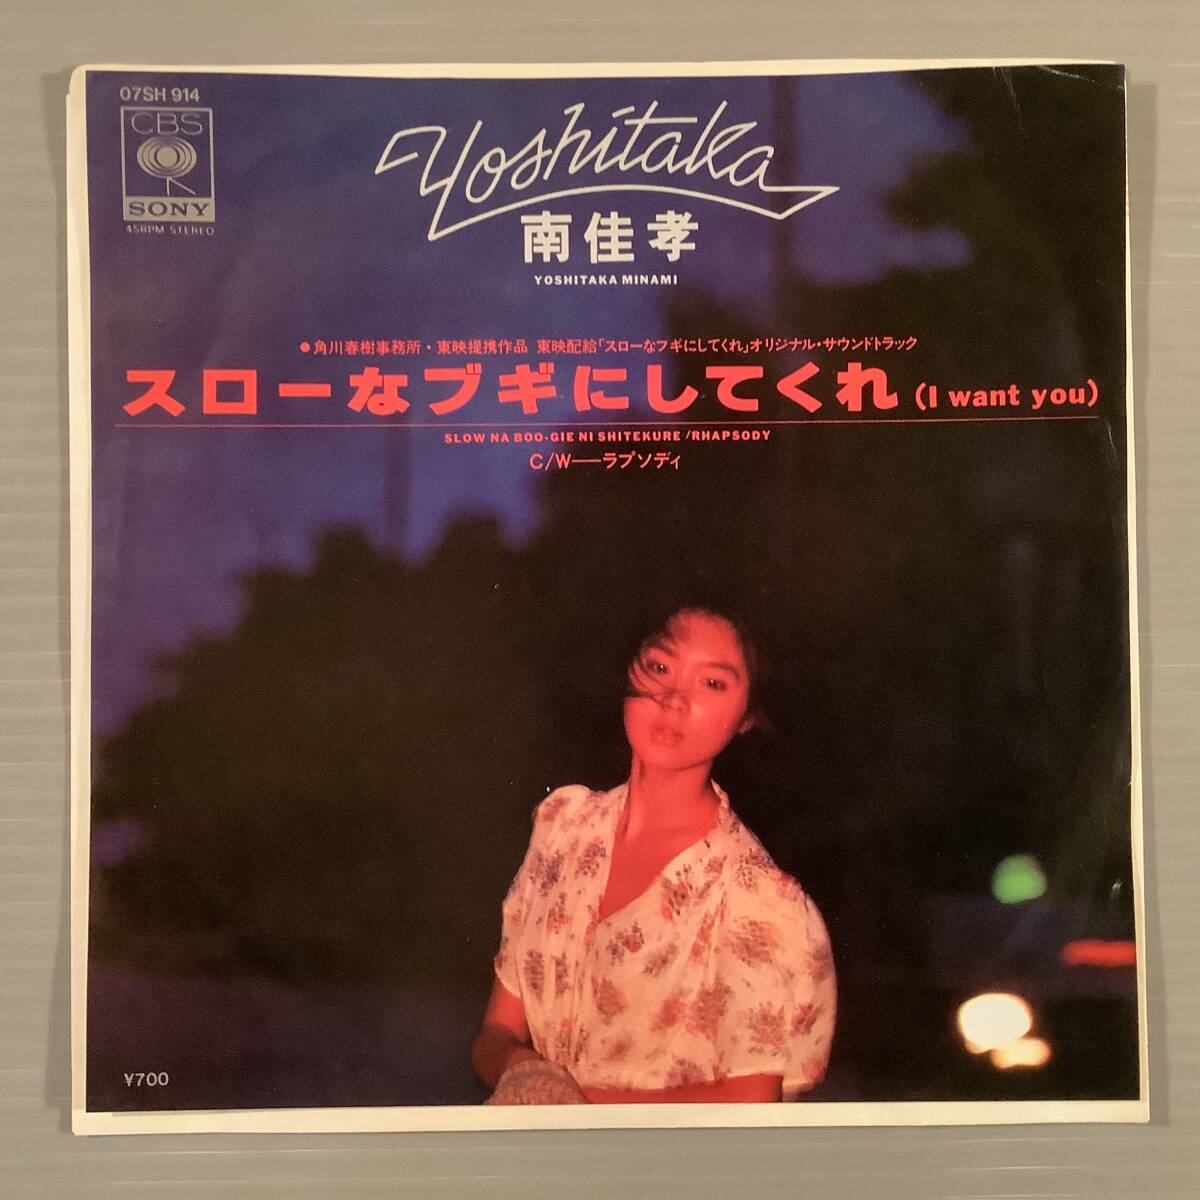 07SH 914
CBS
SONY
45RPM STEREO
Yoshitaka
南佳孝
YOSHITAKA MINAMI
●角川春樹事務所・東映提携作品 東映配給「スローなブギにしてくれ」オリジナル・サウンドトラック
スローなブギにしてくれ (I want you)
SLOW NA BOO-GIE NI SHITEKURE /RHAPSODY
C/W──ラプソディ
¥700